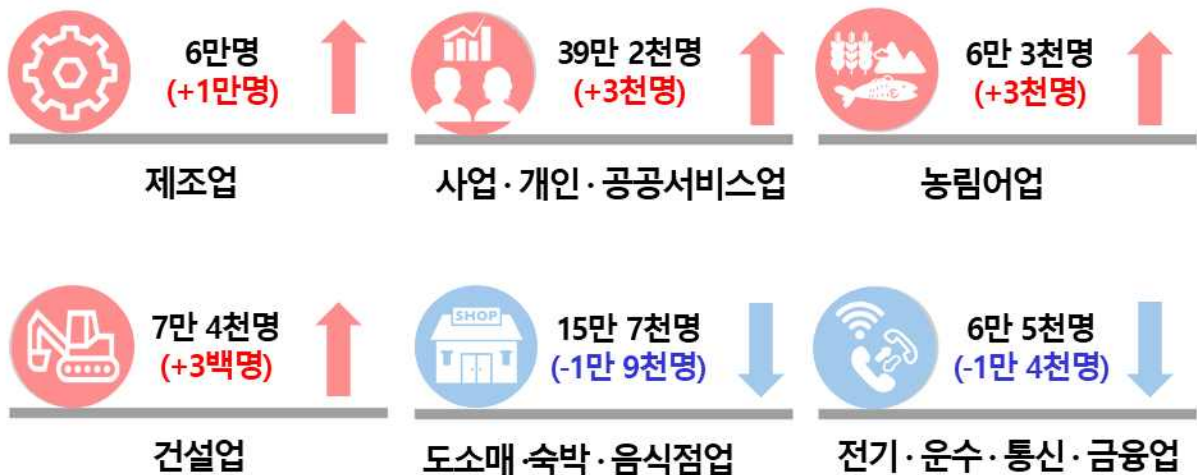 6만명
(+1만명)
제조업
39만 2천명
(+3천명)
사업·개인·공공서비스업
6만 3천명
(+3천명)
농림어업
7만 4천명
(+3백명)
건설업
SHOP
15만 7천명
(-1만 9천명)
도소매·숙박·음식점업
6만 5천명
(-1만 4천명)
전기·운수·통신·금융업